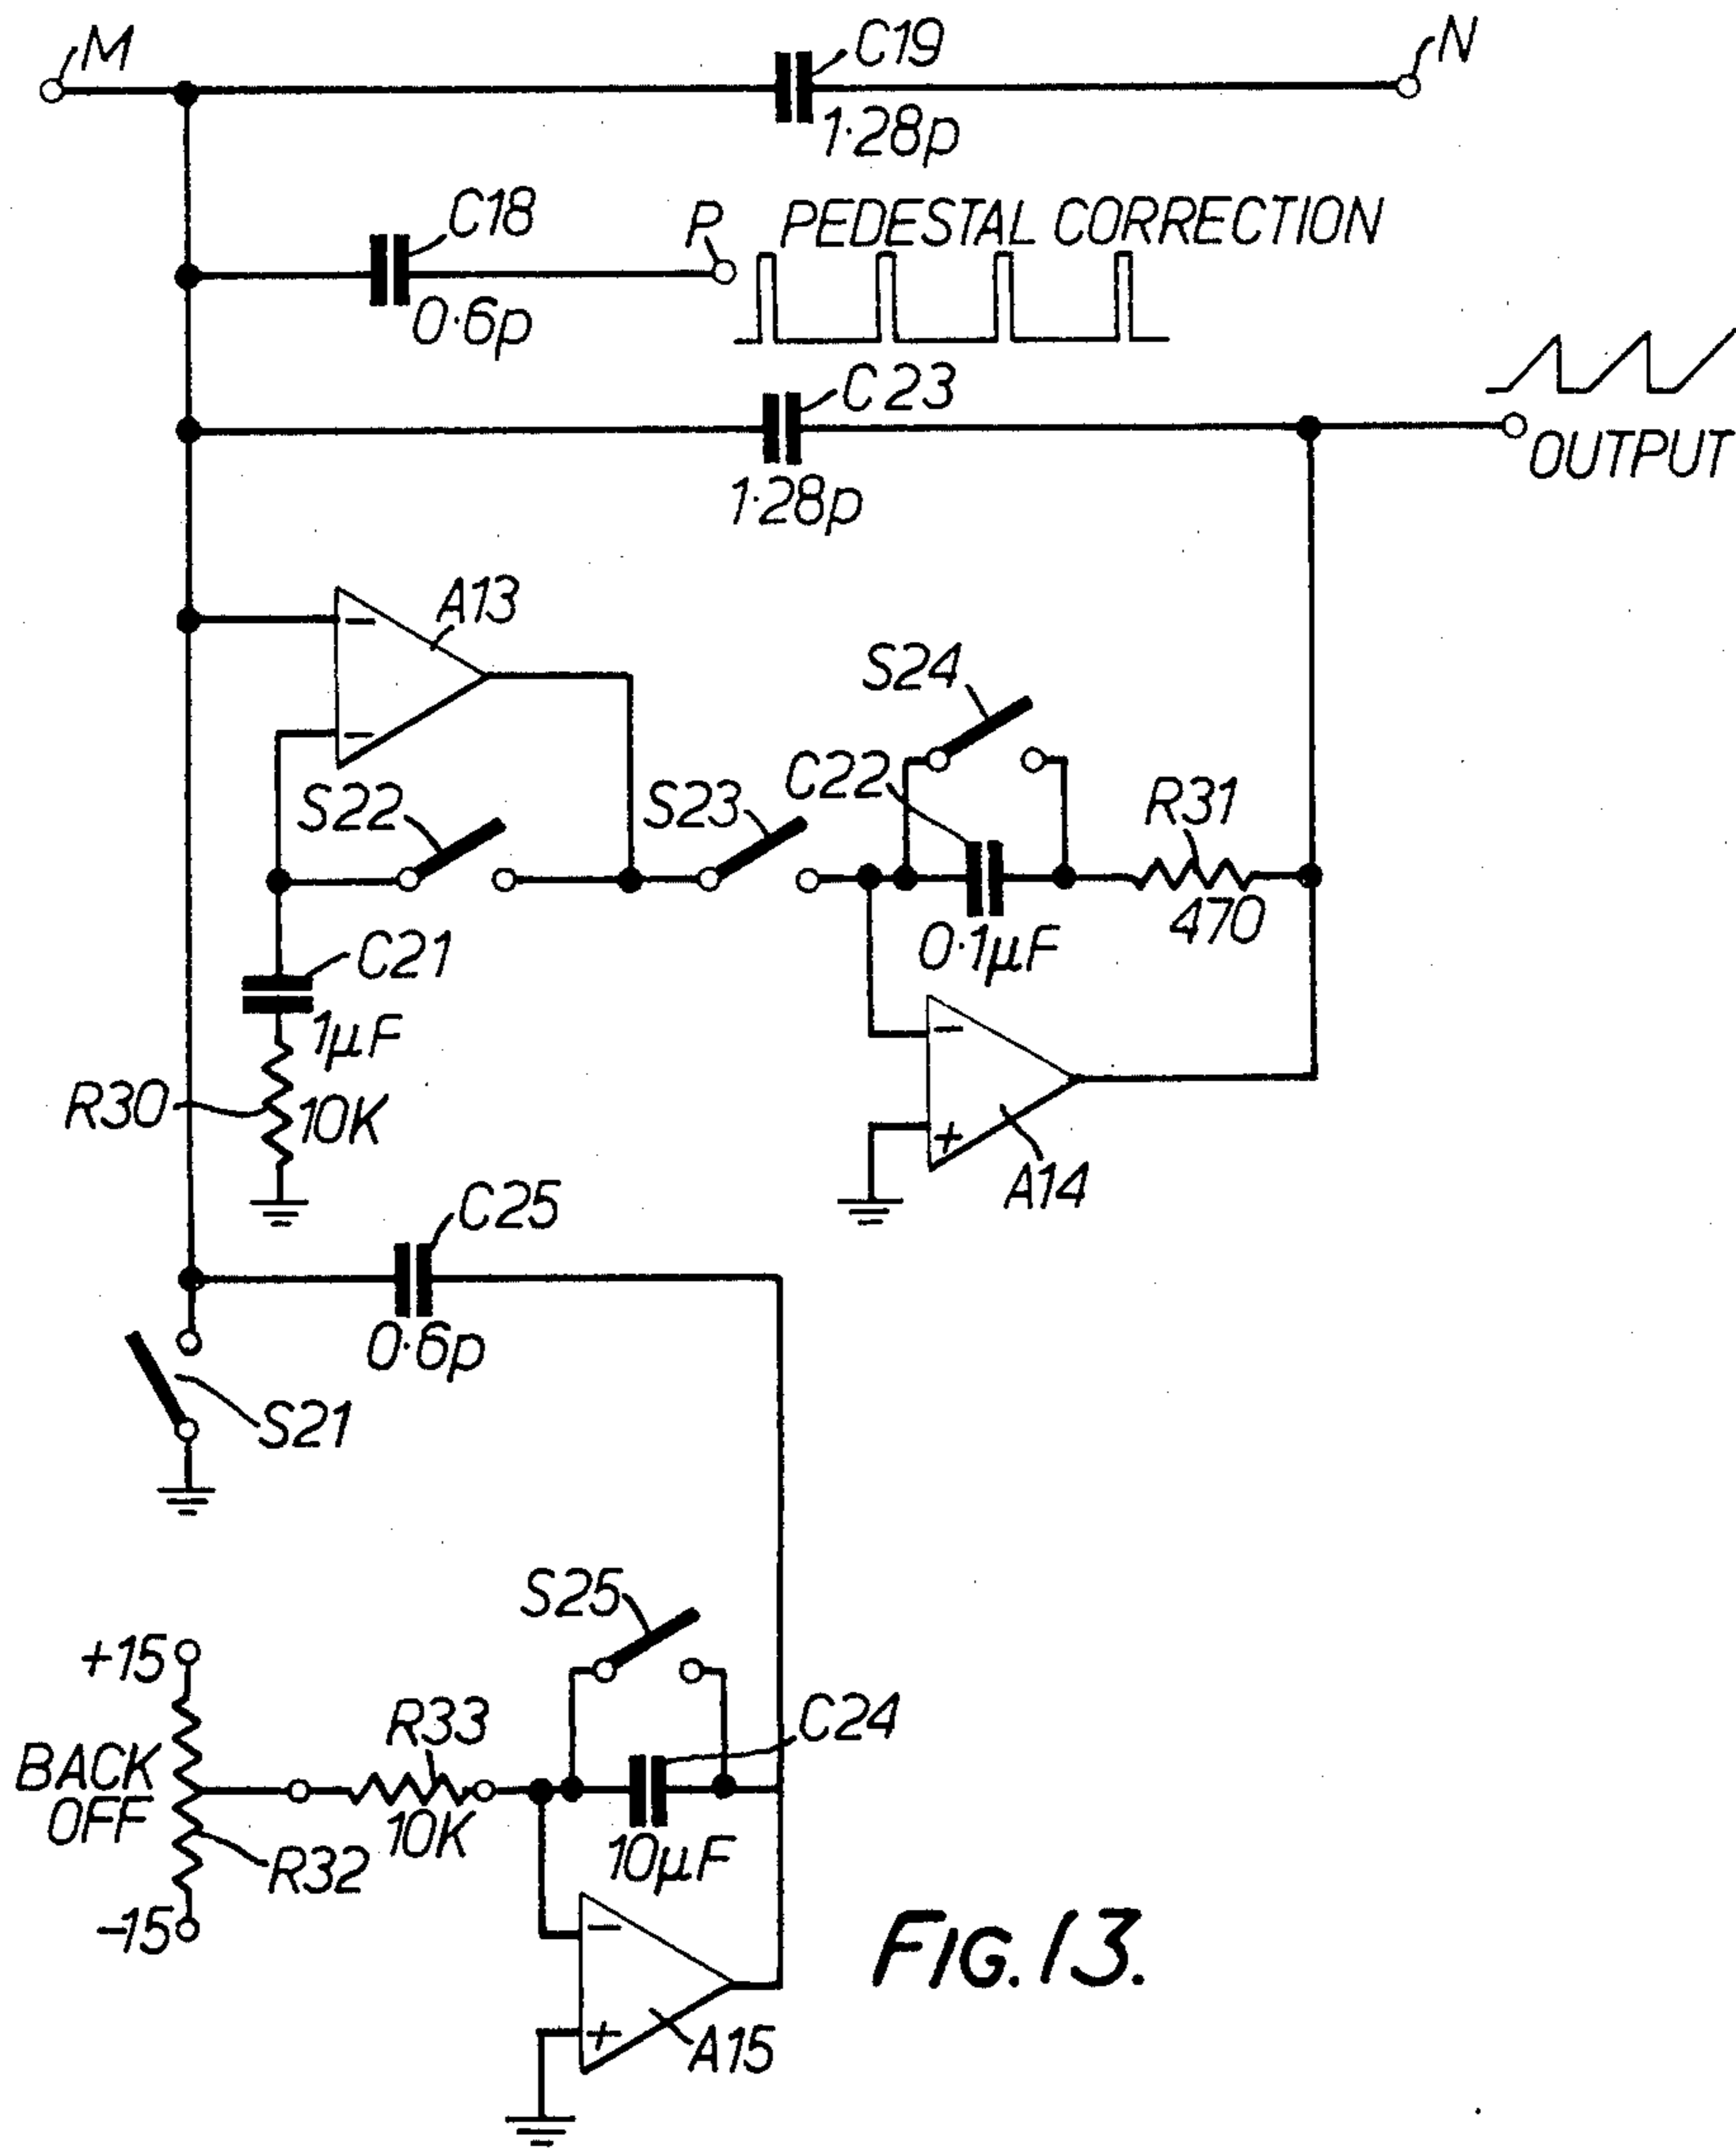 M
C19
N
1·28p
C18
P
PEDESTAL CORRECTION
0·6p
C23
1·28p
OUTPUT
A13
−
−
S24
S22
S23
C22
R31
470
0·1µF
C21
1µF
−
R30
10K
+
A14
C25
0·6p
S21
S25
+15
R33
C24
BACK
OFF
10K
10µF
R32
−15
−
+
A15
FIG.13.